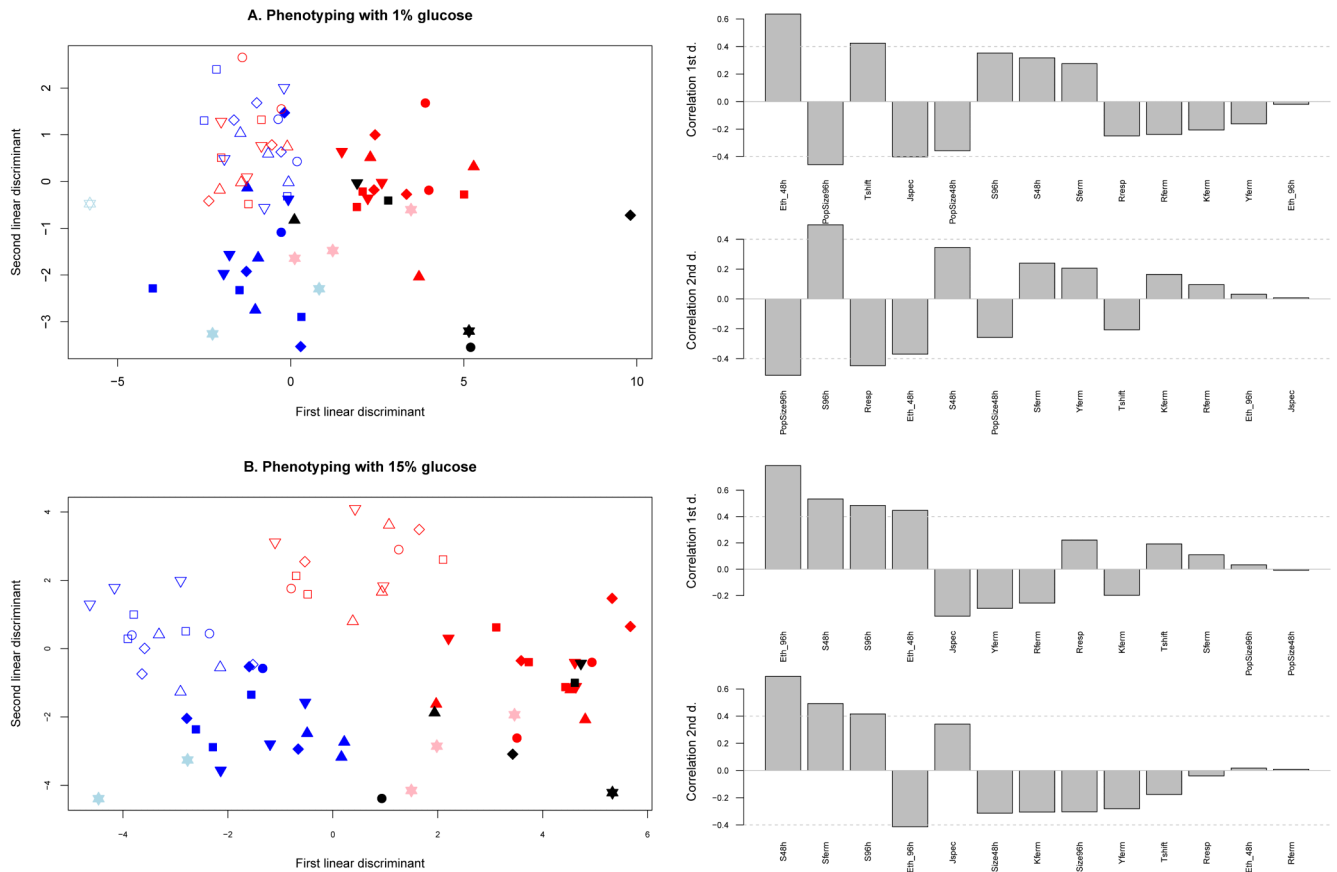 A. Phenotyping with 1% glucose
Second linear discriminant
2
1
0
−1
−2
−3
−5
0
5
10
First linear discriminant
Correlation 1st d.
0.6
0.4
0.2
0.0
−0.2
−0.4
Eth_48h
PopSize96h
Tshift
Jspec
PopSize48h
S96h
S48h
Sferm
Rresp
Rferm
Kferm
Yferm
Eth_96h
Correlation 2nd d.
0.4
0.2
0.0
−0.2
−0.4
PopSize96h
S96h
Rresp
Eth_48h
S48h
PopSize48h
Sferm
Yferm
Tshift
Kferm
Rferm
Eth_96h
Jspec
B. Phenotyping with 15% glucose
Second linear discriminant
4
2
0
−2
−4
−4
−2
0
2
4
6
First linear discriminant
Correlation 1st d.
0.6
0.4
0.2
0.0
−0.2
Eth_96h
S48h
S96h
Eth_48h
Jspec
Yferm
Rferm
Rresp
Kferm
Tshift
Sferm
PopSize96h
PopSize48h
Correlation 2nd d.
0.6
0.4
0.2
0.0
−0.2
−0.4
S48h
Sferm
S96h
Eth_96h
Jspec
Size48h
Kferm
Size96h
Yferm
Tshift
Rresp
Eth_48h
Rferm